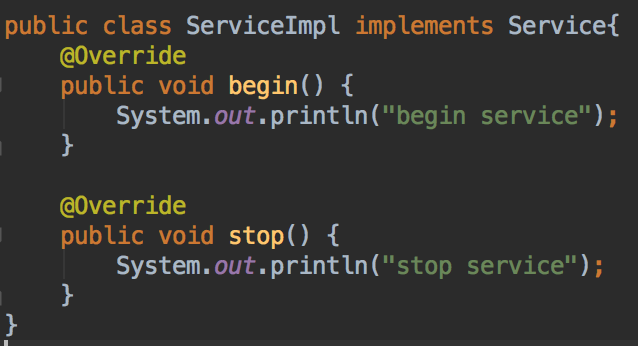 public class ServiceImpl implements Service{
    @Override
    public void begin() {
        System.out.println("begin service");
    }

    @Override
    public void stop() {
        System.out.println("stop service");
    }
}